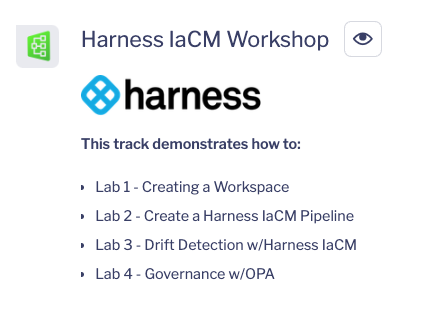 Harness IaCM Workshop
harness
This track demonstrates how to:
Lab 1 - Creating a Workspace
Lab 2 - Create a Harness IaCM Pipeline
Lab 3 - Drift Detection w/Harness IaCM
Lab 4 - Governance w/OPA